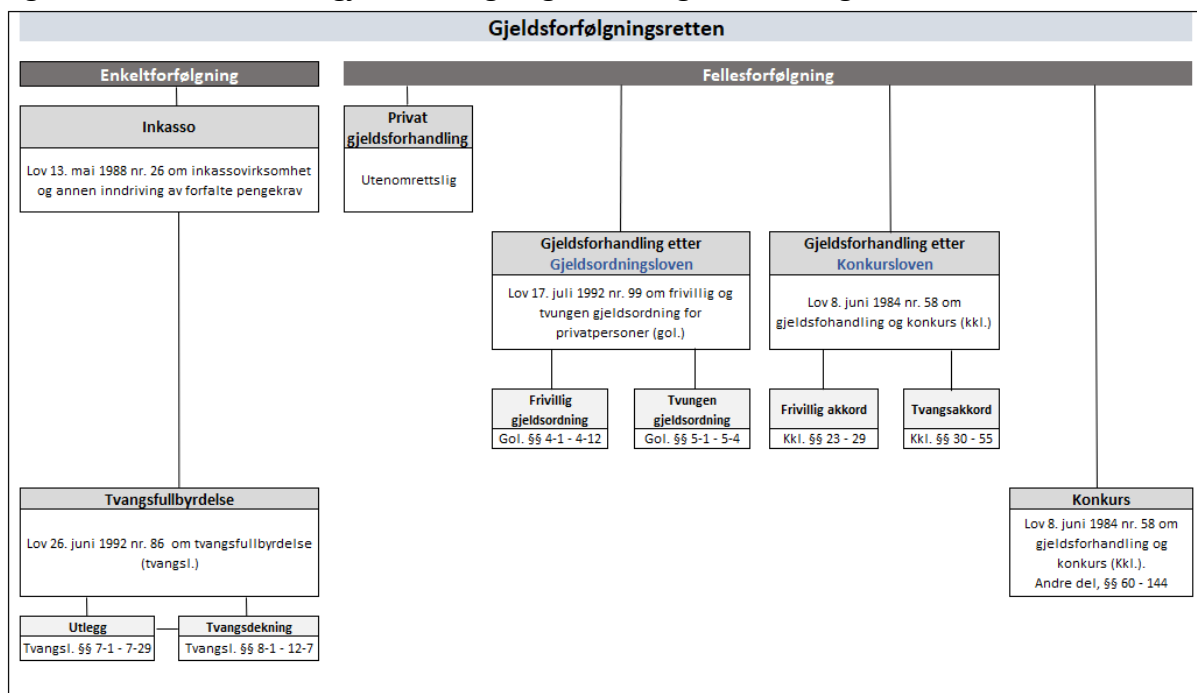 Gjeldsforfølgningsretten
Enkeltforfølgning
Inkasso
Lov 13. mai 1988 nr. 26 om inkassovirksomhet
og annen inndriving av forfalte pengekrav
Tvangsfullbyrdelse
Lov 26. juni 1992 nr. 86 om tvangsfullbyrdelse
(tvangsl.)
Utlegg
Tvangsl. §§ 7-1 - 7-29
Tvangsdekning
Tvangsl. §§ 8-1 - 12-7
Fellesforfølgning
Privat
gjeldsforhandling
Utenomrettslig
Gjeldsforhandling etter
Gjeldsordningsloven
Lov 17. juli 1992 nr. 99 om frivillig og
tvungen gjeldsordning for
privatpersoner (gol.)
Frivillig
gjeldsordning
Gol. §§ 4-1 - 4-12
Tvungen
gjeldsordning
Gol. §§ 5-1 - 5-4
Gjeldsforhandling etter
Konkursloven
Lov 8. juni 1984 nr. 58 om
gjeldsfohandling og konkurs (kkl.)
Frivillig akkord
Kkl. §§ 23 - 29
Tvangsakkord
Kkl. §§ 30 - 55
Konkurs
Lov 8. juni 1984 nr. 58 om
gjeldsforhandling og
konkurs (Kkl.).
Andre del, §§ 60 - 144